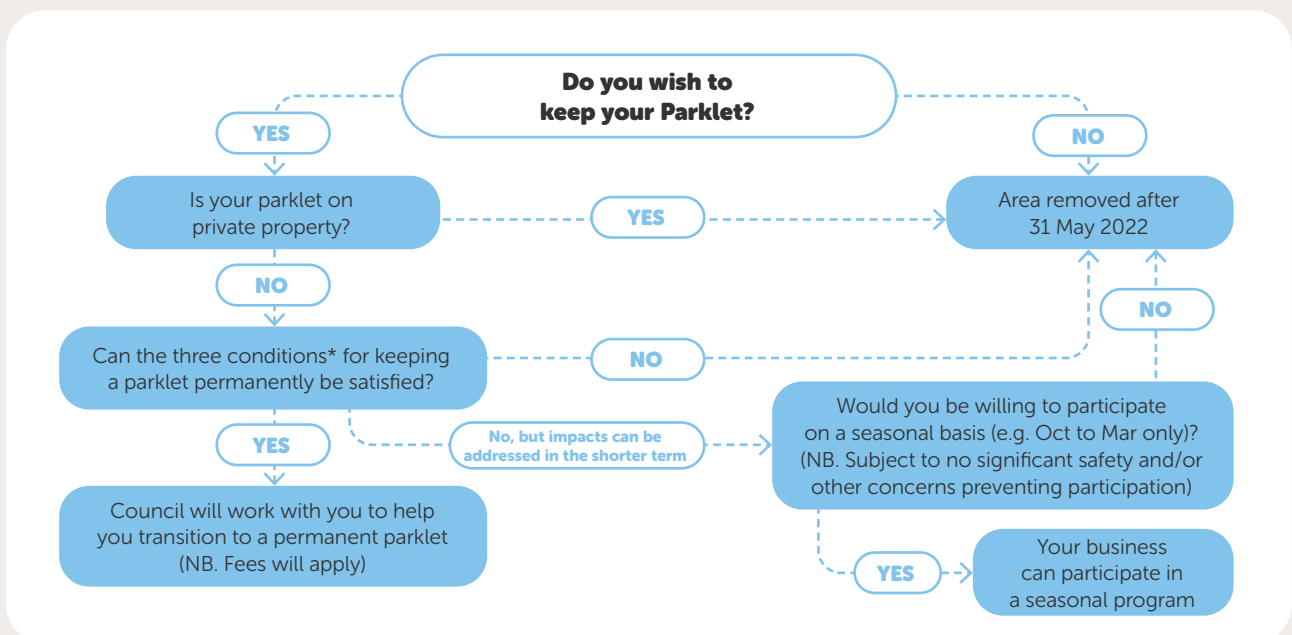 Do you wish to
keep your Parklet?
YES
NO
Is your parklet on
private property?
YES
Area removed after
31 May 2022
NO
NO
Can the three conditions* for keeping
a parklet permanently be satisfied?
NO
Would you be willing to participate
on a seasonal basis (e.g. Oct to Mar only)?
(NB. Subject to no significant safety and/or
other concerns preventing participation)
YES
No, but impacts can be
addressed in the shorter term
Council will work with you to help
you transition to a permanent parklet
(NB. Fees will apply)
YES
Your business
can participate in
a seasonal program